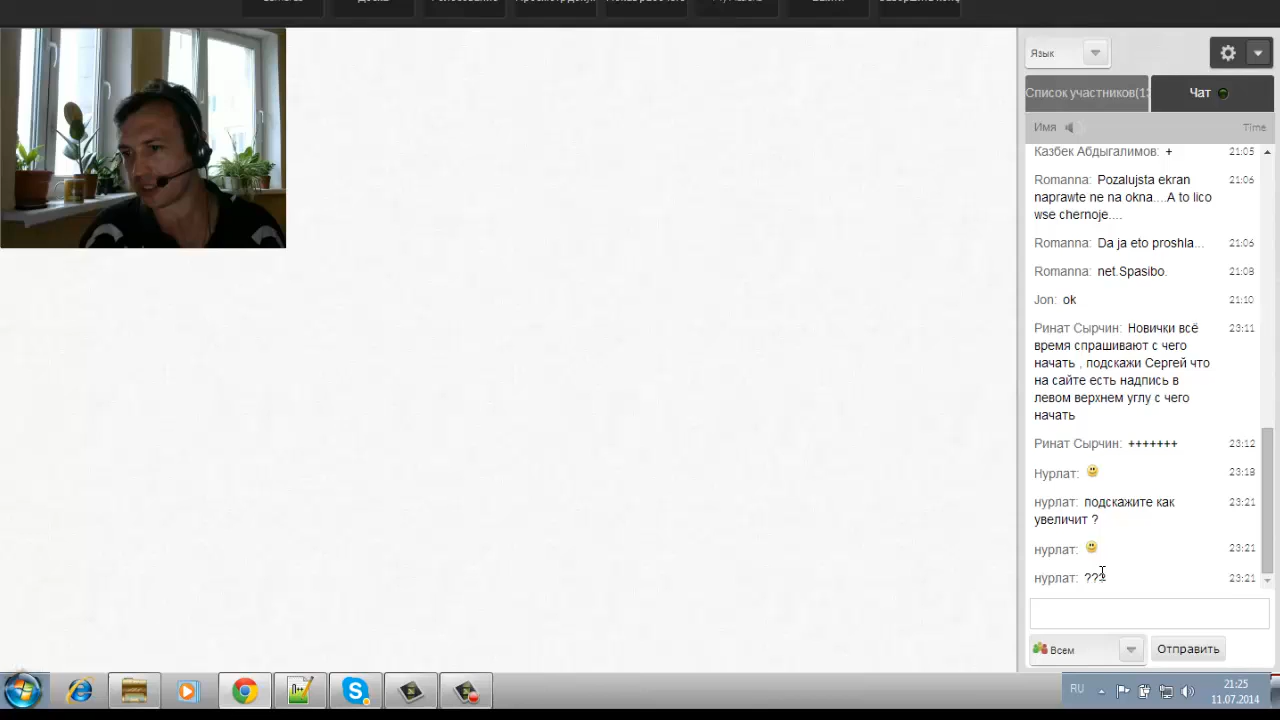 Язык
Список участников(1
Чат
Имя
Time
Казбек Абдыгалимов: + 21:05
Romanna: Pozalujsta ekran 21:06
naprawte ne na okna....A to lico
wse chernoje....
Romanna: Da ja eto proshla... 21:06
Romanna: net.Spasibo. 21:08
Jon: ok 21:10
Ринат Сырчин: Новички всё 23:11
время спрашивают с чего
начать , подскажи Сергей что
на сайте есть надпись в
левом верхнем углу с чего
начать
Ринат Сырчин: +++++++ 23:12
Нурлат: 23:18
нурлат: подскажите как 23:21
увеличит ?
нурлат: 23:21
нурлат: ??? 23:21
Всем
Отправить
RU
21:25
11.07.2014